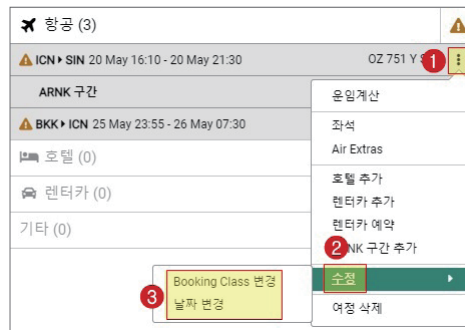 항공 (3)
ICN▸SIN 20 May 16:10 - 20 May 21:30 OZ 751 Y
1
ARNK 구간
BKK▸ICN 25 May 23:55 - 26 May 07:30
호텔 (0)
렌터카 (0)
기타 (0)
운임계산
좌석
Air Extras
호텔 추가
렌터카 추가
렌터카 예약
2
NK 구간 추가
수정
여정 삭제
3
Booking Class 변경
날짜 변경